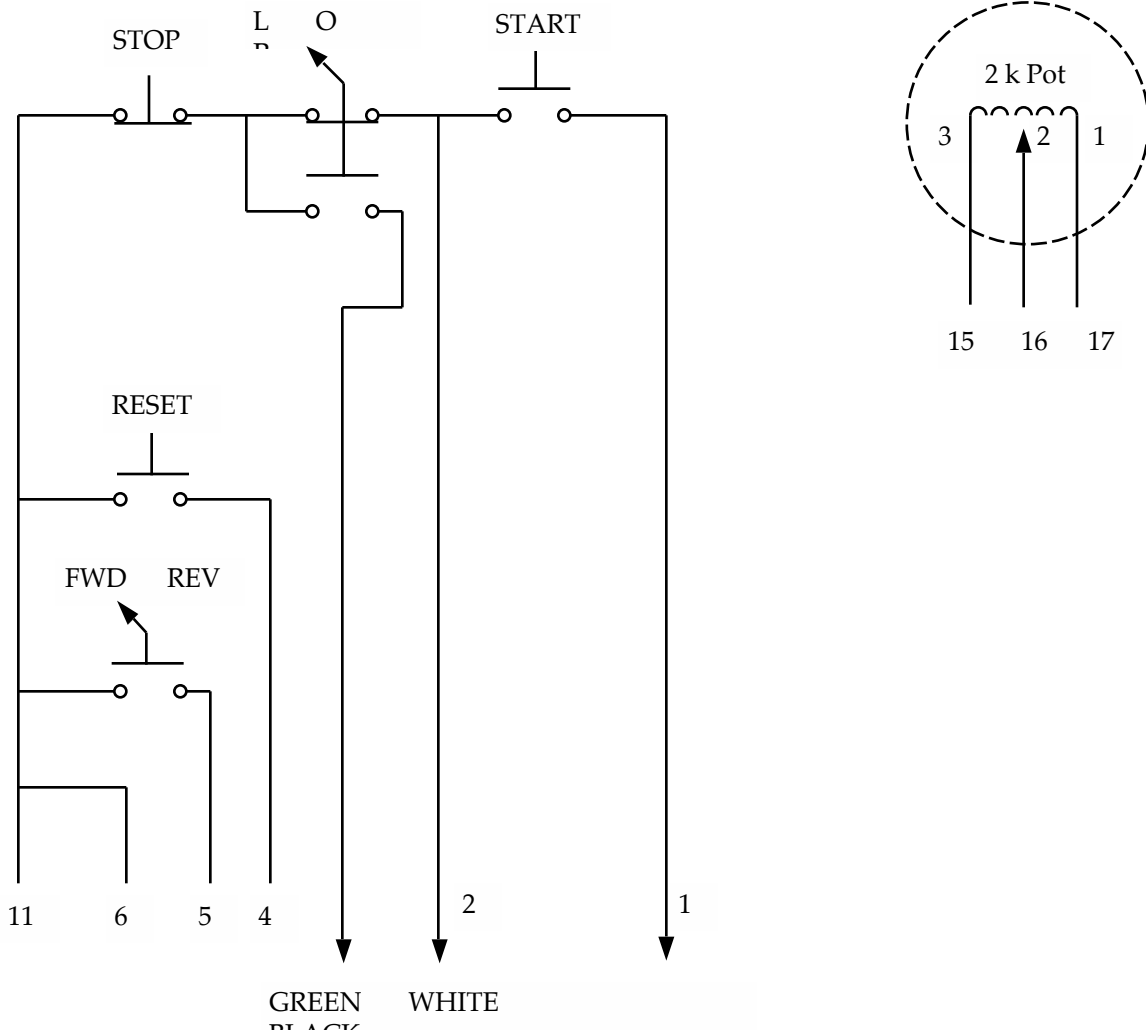 L O
START
STOP
2 k Pot
3 2 1
15 16 17
RESET
FWD REV
2 1
11 6 5 4
GREEN WHITE
BLACK